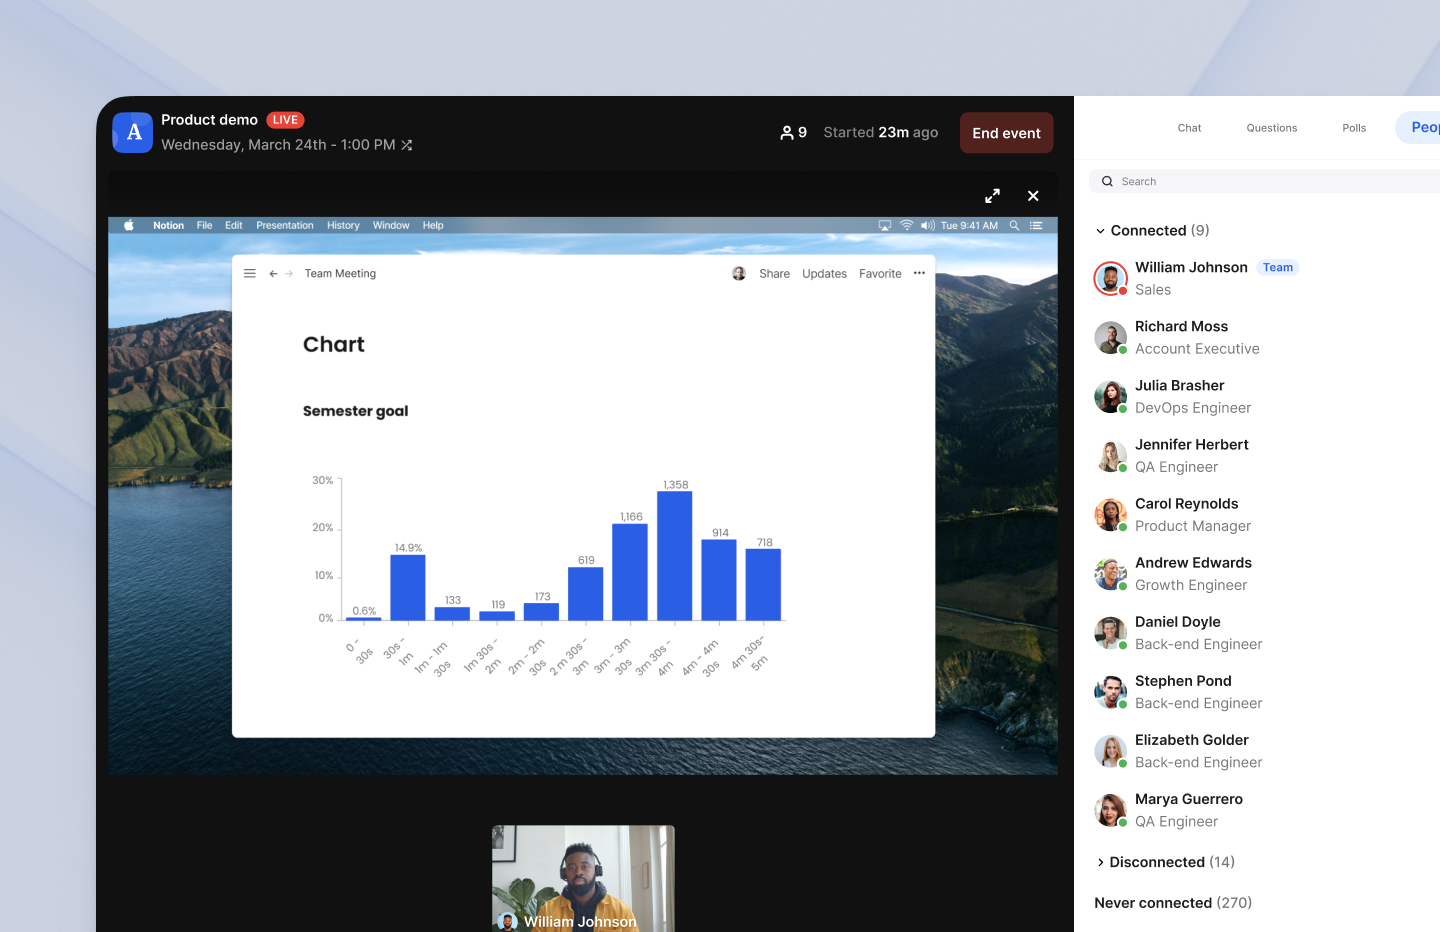 A
Product demo LIVE
Wednesday, March 24th - 1:00 PM
9 Started 23m ago
End event
Notion File Edit Presentation History Window Help
Tue 9:41 AM
Team Meeting
Share Updates Favorite
Chart
Semester goal
30%
20%
10%
0%
0.6%
14.9%
133
119
173
619
1,166
1,358
914
718
0 -
30s
30s -
1m
1m - 1m
30s
1m 30s -
2m
2m - 2m
30s
2 m 30s -
3m
3m - 3m
30s
3m 30s -
4m
4m - 4m
30s
4m 30s-
5m
William Johnson
Chat Questions Polls
Search
Connected (9)
William Johnson Team
Sales
Richard Moss
Account Executive
Julia Brasher
DevOps Engineer
Jennifer Herbert
QA Engineer
Carol Reynolds
Product Manager
Andrew Edwards
Growth Engineer
Daniel Doyle
Back-end Engineer
Stephen Pond
Back-end Engineer
Elizabeth Golder
Back-end Engineer
Marya Guerrero
QA Engineer
Disconnected (14)
Never connected (270)